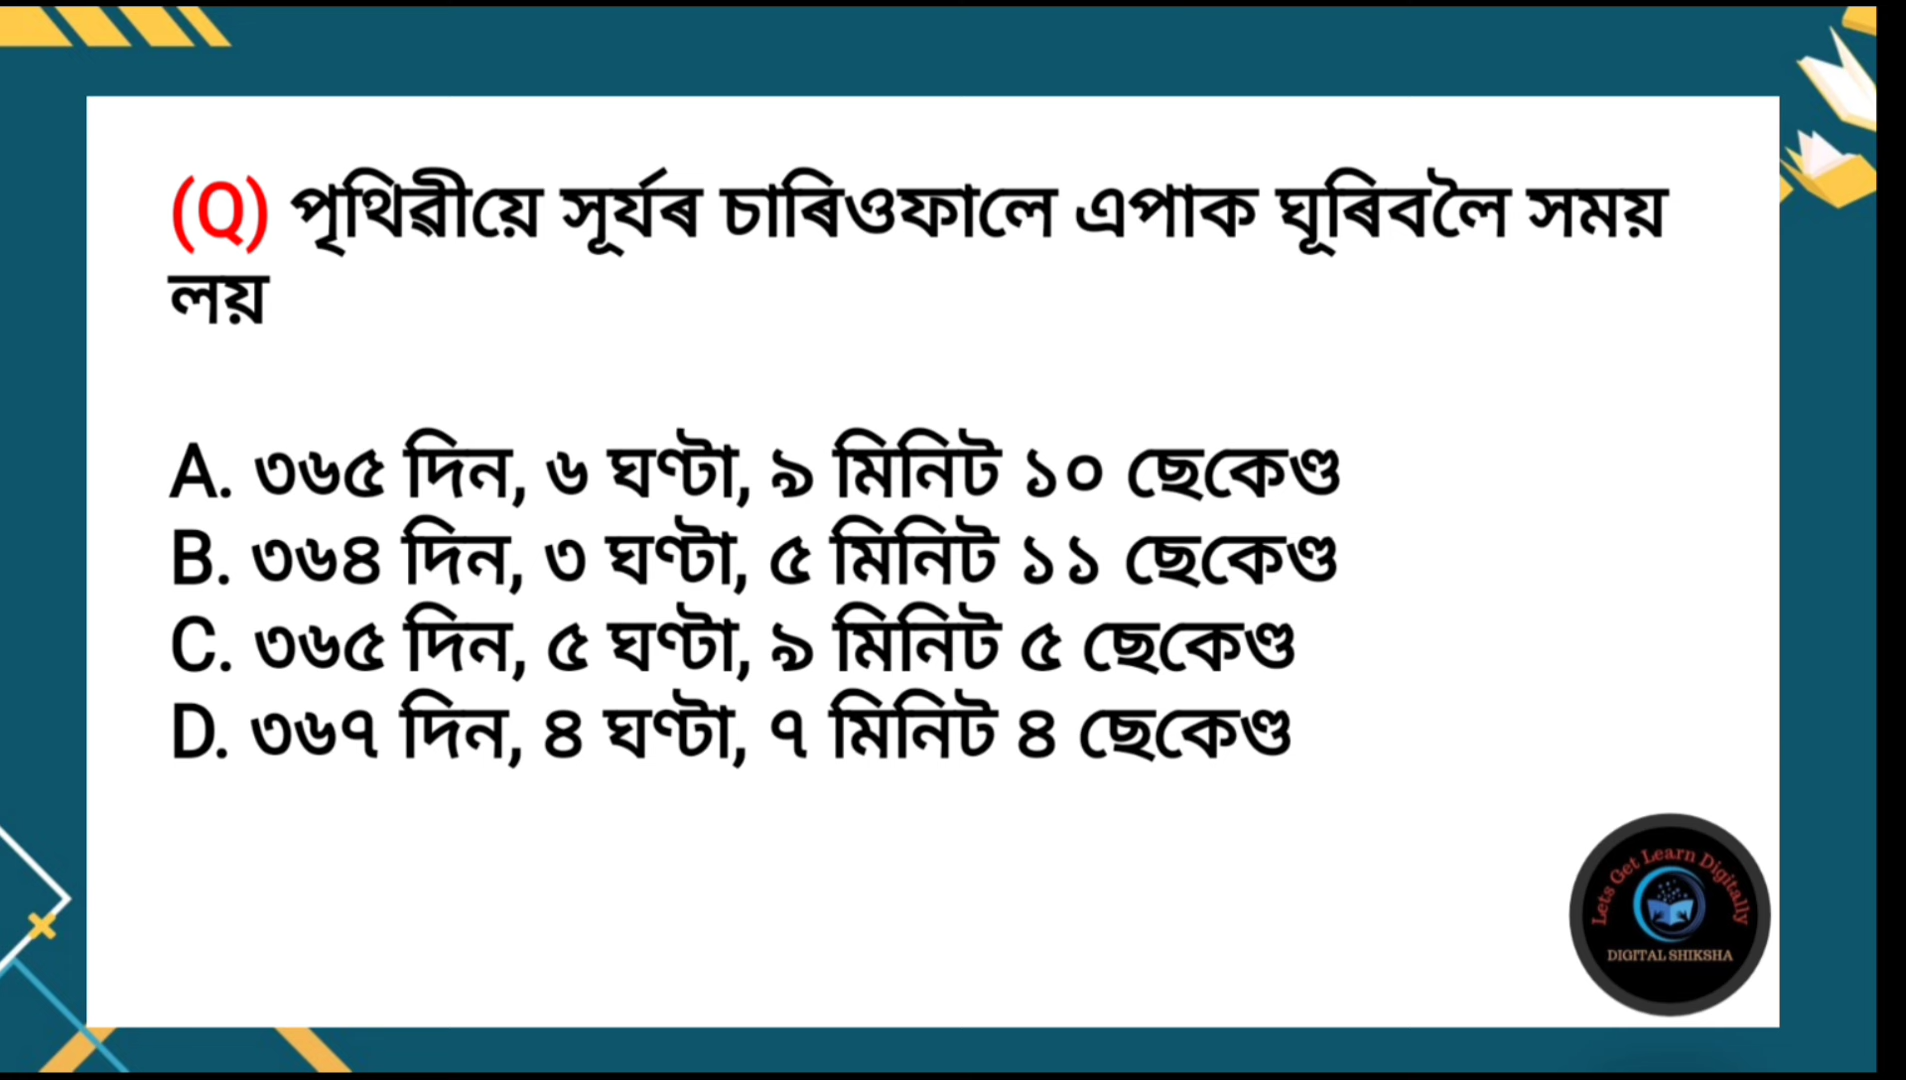 (Q) পৃথিৱীয়ে সূৰ্যৰ চাৰিওফালে এপাক ঘূৰিবলৈ সময়
লয়
A. ৩৬৫ দিন, ৬ ঘণ্টা, ৯ মিনিট ১০ ছেকেণ্ড
B. ৩৬৪ দিন, ৩ ঘণ্টা, ৫ মিনিট ১১ ছেকেণ্ড
C. ৩৬৫ দিন, ৫ ঘণ্টা, ৯ মিনিট ৫ ছেকেণ্ড
D. ৩৬৭ দিন, ৪ ঘণ্টা, ৭ মিনিট ৪ ছেকেণ্ড
Lets Get Learn Digitally
DIGITAL SHIKSHA